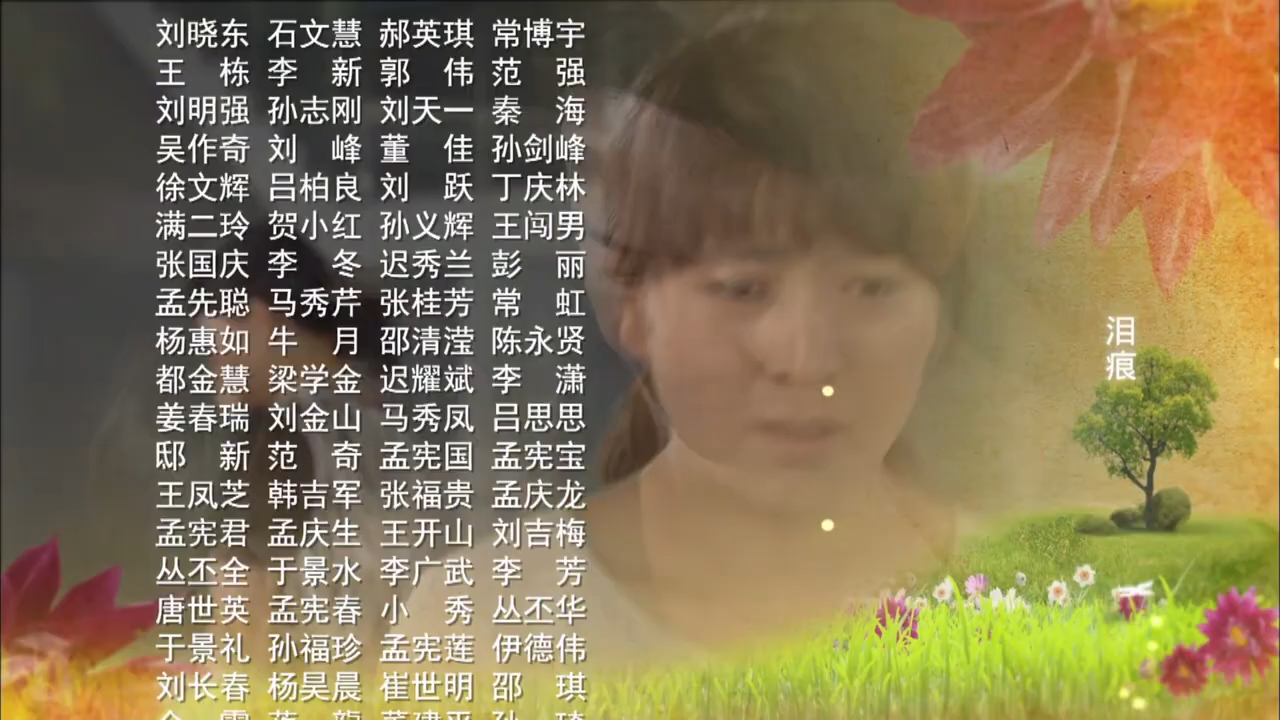 刘晓东 石文慧 郝英琪 常博宇
王 栋 李 新 郭 伟 范 强
刘明强 孙志刚 刘天一 秦 海
吴作奇 刘 峰 董 佳 孙剑峰
徐文辉 吕柏良 刘 跃 丁庆林
满二玲 贺小红 孙义辉 王闯男
张国庆 李 冬 迟秀兰 彭 丽
孟先聪 马秀芹 张桂芳 常 虹
杨惠如 牛 月 邵清滢 陈永贤
都金慧 梁学金 迟耀斌 李 潇
姜春瑞 刘金山 马秀凤 吕思思
邸 新 范 奇 孟宪国 孟宪宝
王凤芝 韩吉军 张福贵 孟庆龙
孟宪君 孟庆生 王开山 刘吉梅
丛丕全 于景水 李广武 李 芳
唐世英 孟宪春 小 秀 丛丕华
于景礼 孙福珍 孟宪莲 伊德伟
刘长春 杨昊晨 崔世明 邵 琪
泪痕